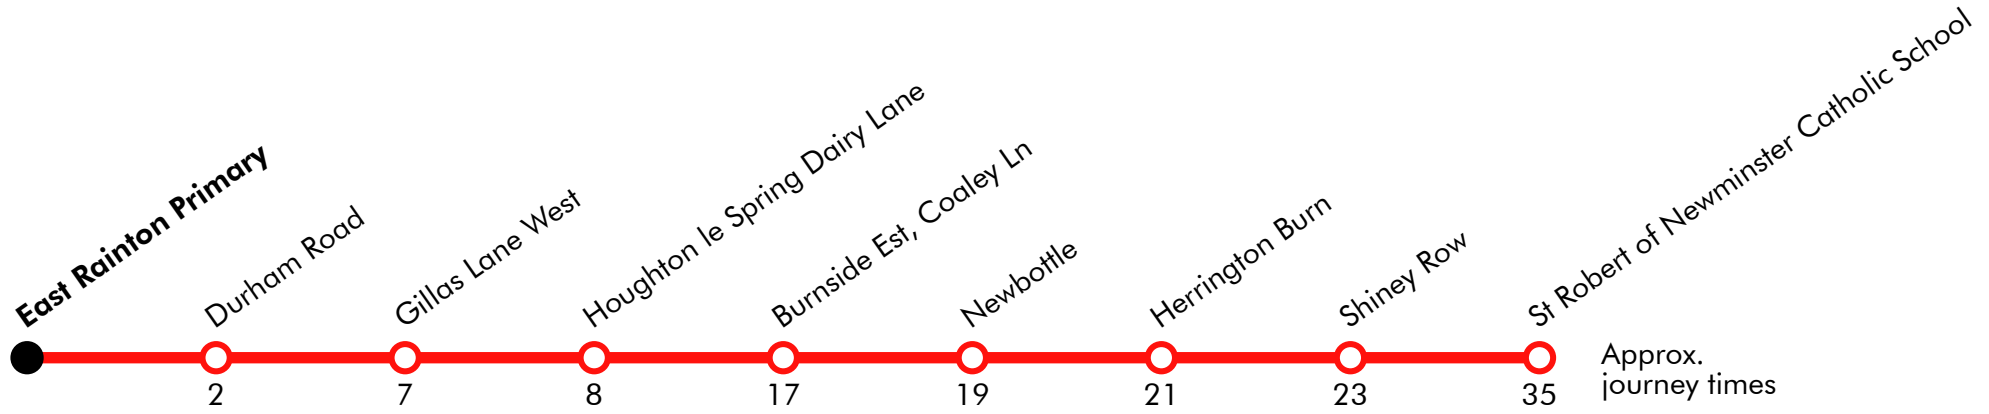 East Rainton Primary
Durham Road
Gillas Lane West
Houghton le Spring Dairy Lane
Burnside Est, Coaley Ln
Newbottle
Herrington Burn
Shiney Row
St Robert of Newminster Catholic School
2 7 8 17 19 21 23 35
Approx.
journey times